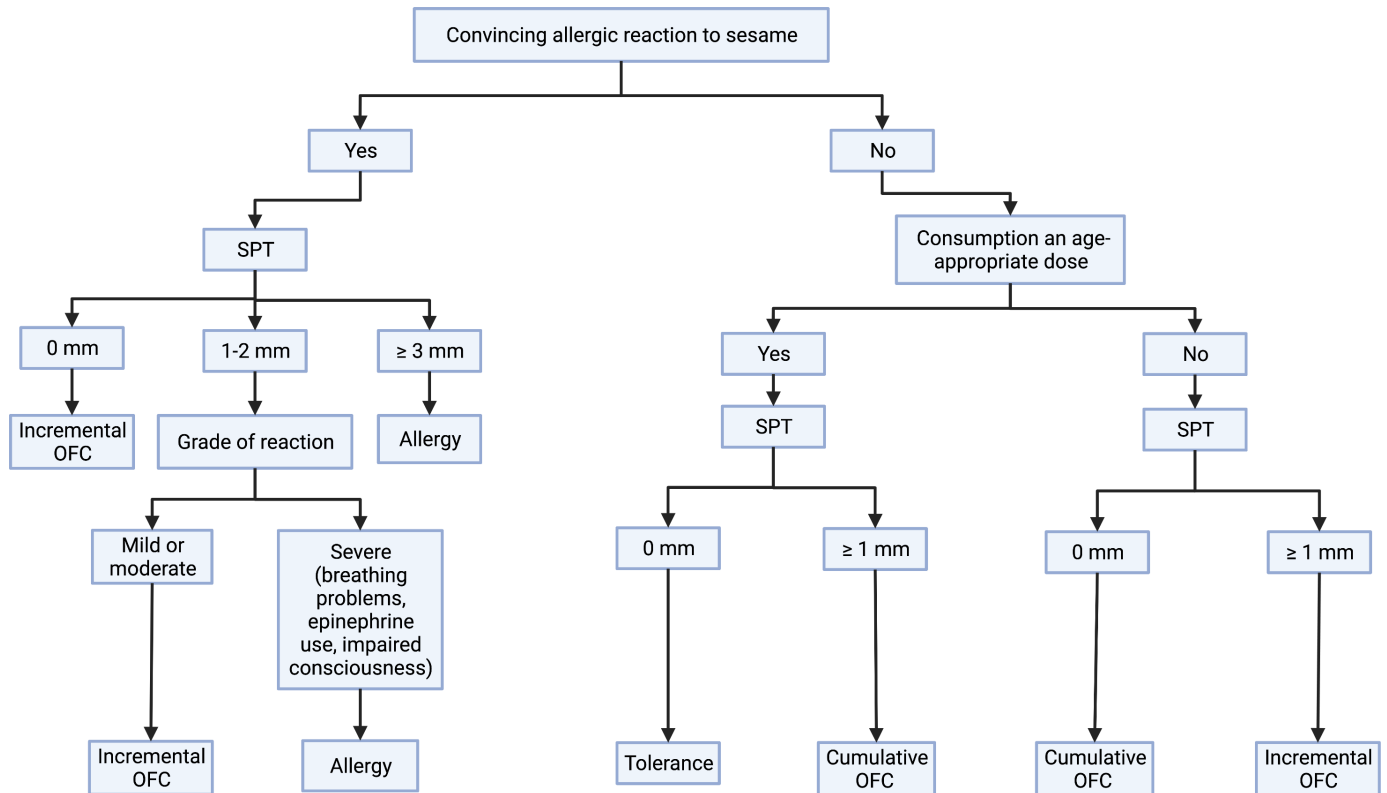 Convincing allergic reaction to sesame
Yes
No
SPT
Consumption an age-
appropriate dose
0 mm
1-2 mm
≥ 3 mm
Yes
No
Incremental
OFC
Grade of reaction
Allergy
SPT
SPT
Mild or
moderate
Severe
(breathing
problems,
epinephrine
use, impaired
consciousness)
0 mm
≥ 1 mm
0 mm
≥ 1 mm
Incremental
OFC
Allergy
Tolerance
Cumulative
OFC
Cumulative
OFC
Incremental
OFC